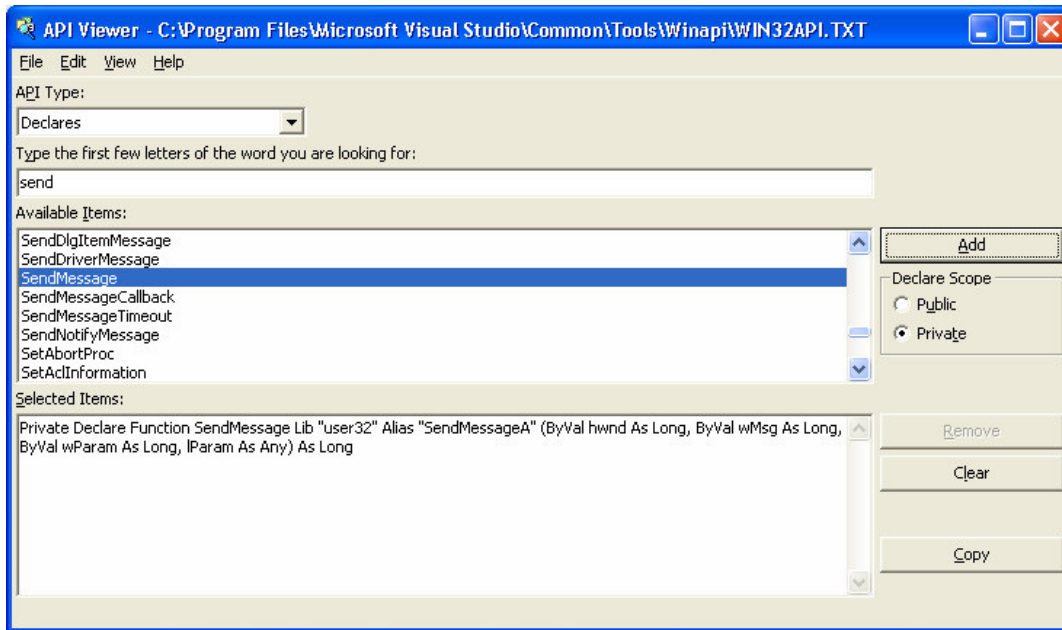 API Viewer - C:\Program Files\Microsoft Visual Studio\Common\Tools\Winapi\WIN32API.TXT
File Edit View Help
API Type:
Declares
Type the first few letters of the word you are looking for:
send
Available Items:
SendDlgItemMessage
SendDriverMessage
SendMessage
SendMessageCallback
SendMessageTimeout
SendNotifyMessage
SetAbortProc
SetAclInformation
Add
Declare Scope
Public
Private
Selected Items:
Private Declare Function SendMessage Lib "user32" Alias "SendMessageA" (ByVal hwnd As Long, ByVal wMsg As Long,
ByVal wParam As Long, lParam As Any) As Long
Remove
Clear
Copy